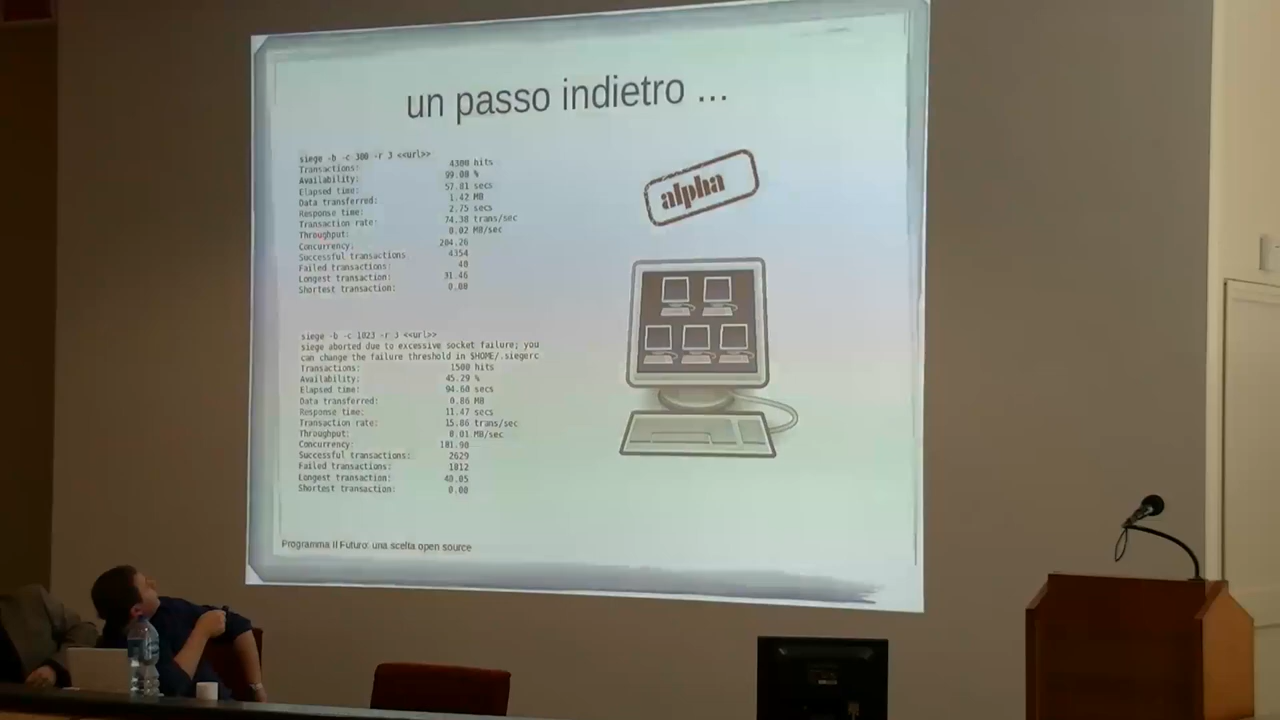 un passo indietro ...
siege -b -c 300 -r 3 <<url>>
Transactions: 4300 hits
Availability: 99.08 %
Elapsed time: 57.81 secs
Data transferred: 1.42 MB
Response time: 2.75 secs
Transaction rate: 74.38 trans/sec
Throughput: 0.02 MB/sec
Concurrency: 204.26
Successful transactions 4354
Failed transactions: 40
Longest transaction: 31.46
Shortest transaction: 0.00
siege -b -c 1023 -r 3 <<url>>
siege aborted due to excessive socket failure; you
can change the failure threshold in $HOME/.siegerc
Transactions: 1500 hits
Availability: 45.29 %
Elapsed time: 94.60 secs
Data transferred: 0.86 MB
Response time: 11.47 secs
Transaction rate: 15.86 trans/sec
Throughput: 0.01 MB/sec
Concurrency: 181.90
Successful transactions: 2629
Failed transactions: 1812
Longest transaction: 40.05
Shortest transaction: 0.00
alpha
Programma Il Futuro: una scelta open source